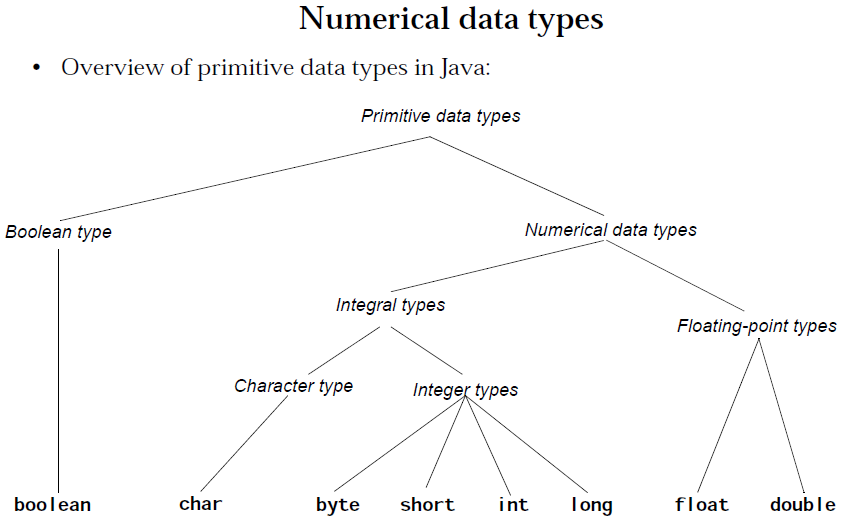 Numerical data types
• Overview of primitive data types in Java:
Primitive data types
Boolean type
Numerical data types
Integral types
Floating-point types
Character type
Integer types
boolean char byte short int long float double